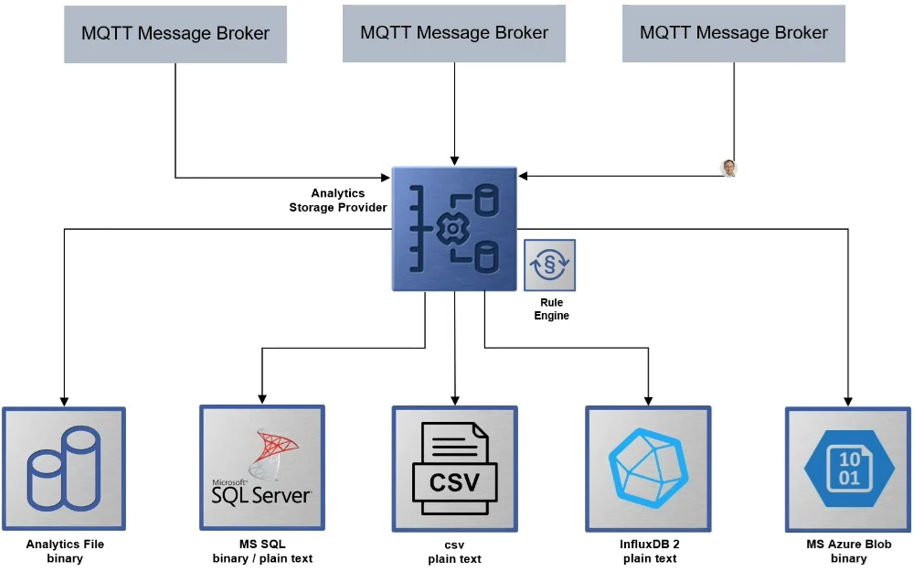 MQTT Message Broker
MQTT Message Broker
MQTT Message Broker
Analytics
Storage Provider
§
Rule
Engine
Microsoft®
SQL Server®
CSV
10
01
Analytics File
binary
MS SQL
binary / plain text
csv
plain text
InfluxDB 2
plain text
MS Azure Blob
binary